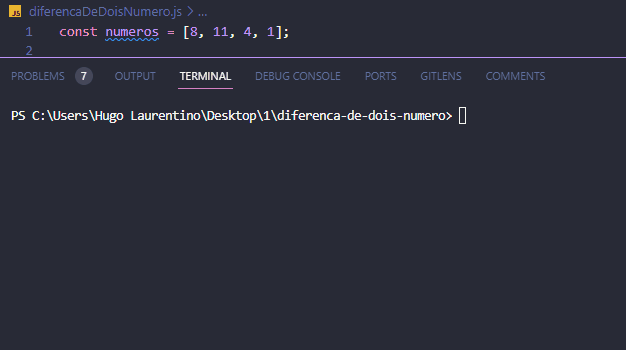 JS diferencaDeDoisNumero.js > ...
1 const numeros = [8, 11, 4, 1];
2
PROBLEMS 7 OUTPUT TERMINAL DEBUG CONSOLE PORTS GITLENS COMMENTS
PS C:\Users\Hugo Laurentino\Desktop\1\diferenca-de-dois-numero>